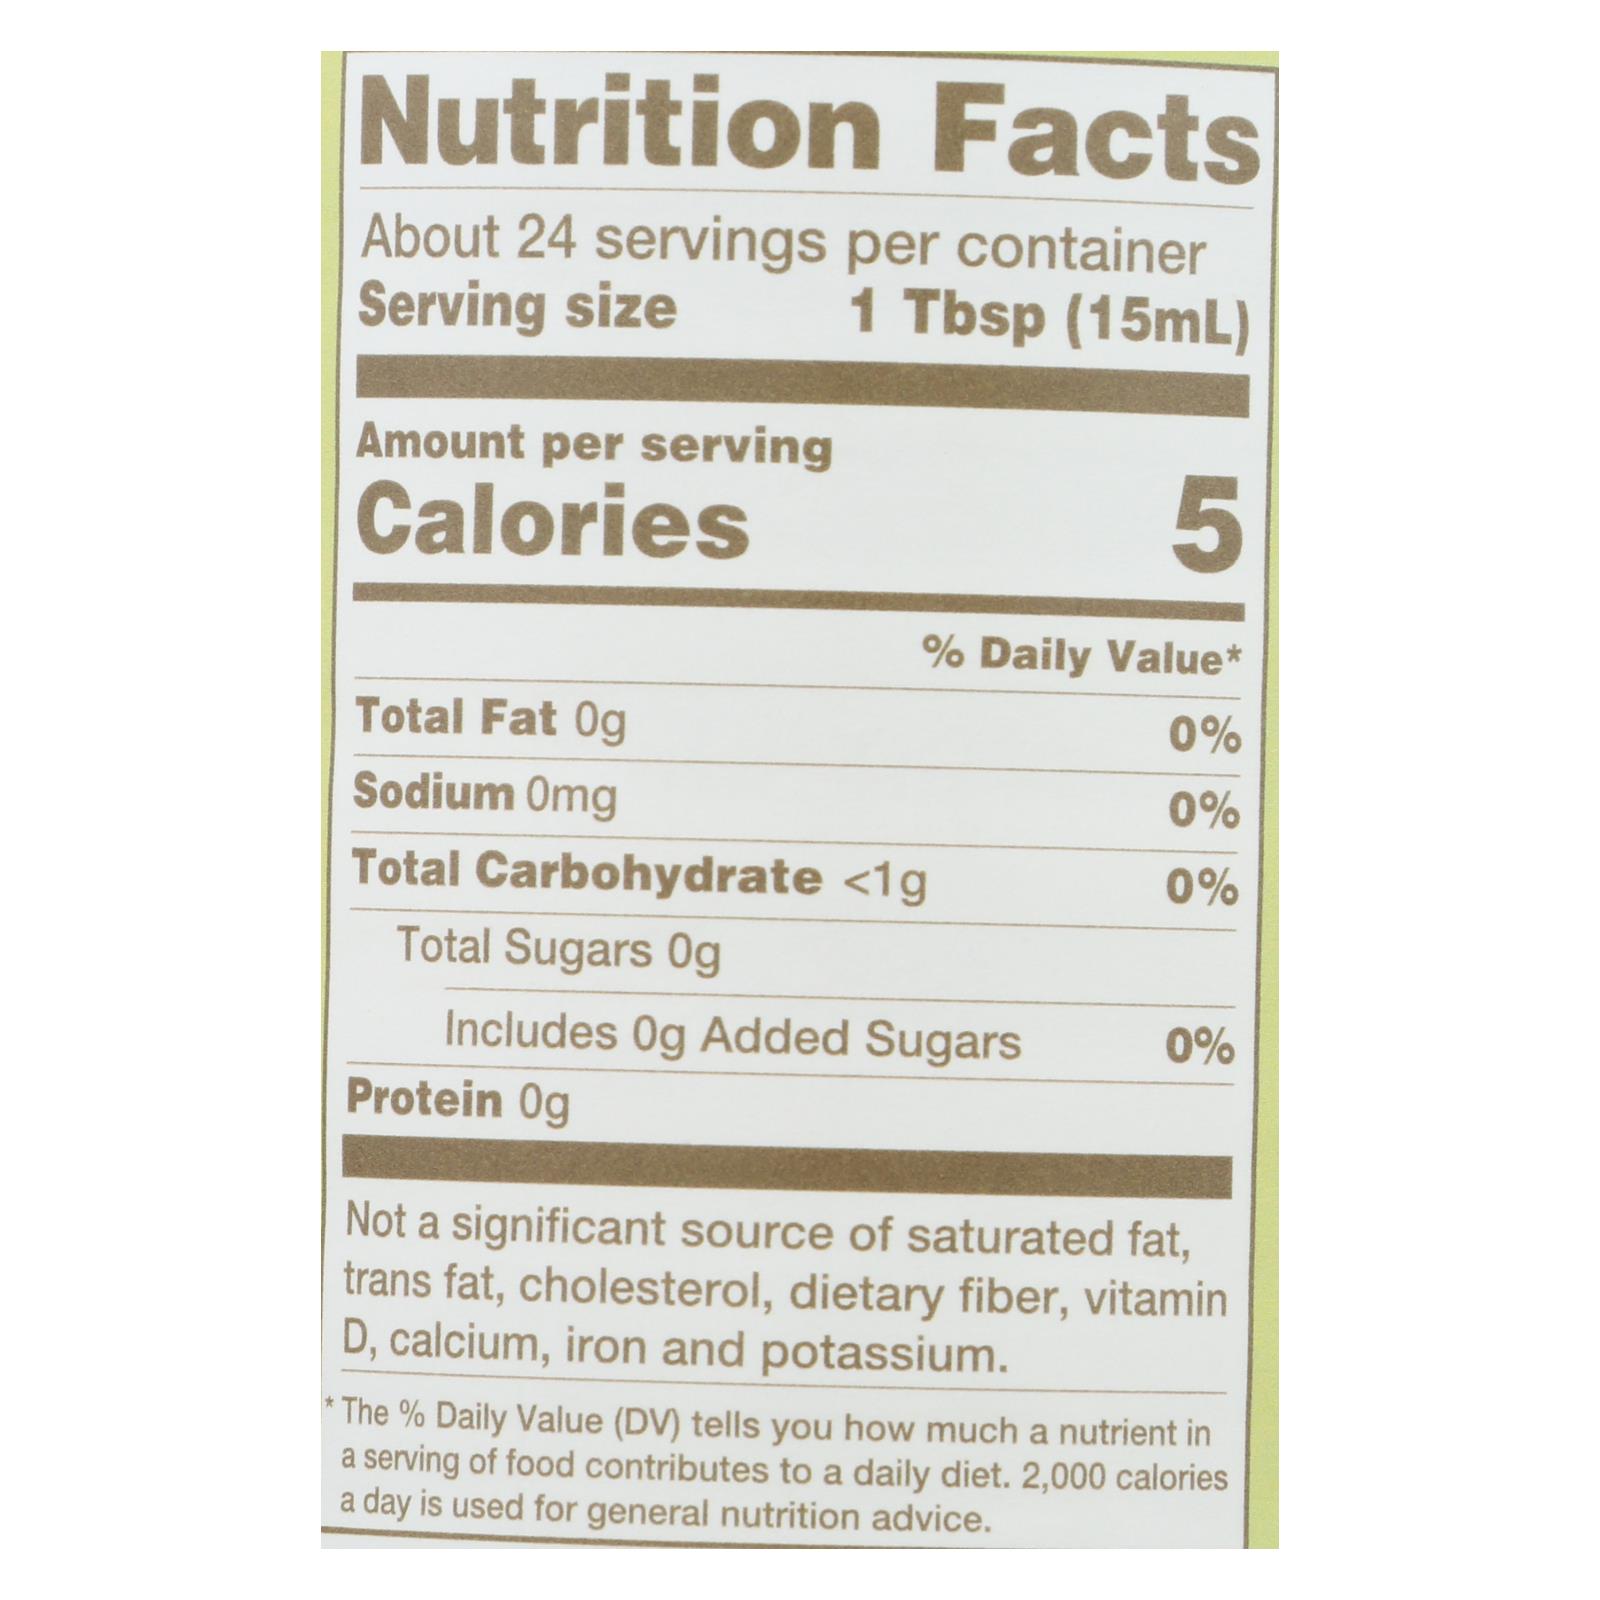 Nutrition Facts
About 24 servings per container
Serving size 1 Tbsp (15mL)
Amount per serving
Calories 5
% Daily Value*
Total Fat 0g 0%
Sodium 0mg 0%
Total Carbohydrate <1g 0%
Total Sugars 0g
Includes 0g Added Sugars 0%
Protein 0g
Not a significant source of saturated fat,
trans fat, cholesterol, dietary fiber, vitamin
D, calcium, iron and potassium.
* The % Daily Value (DV) tells you how much a nutrient in
a serving of food contributes to a daily diet. 2,000 calories
a day is used for general nutrition advice.